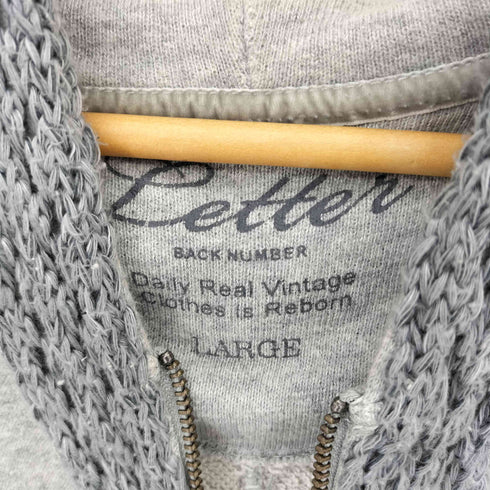 Letter
BACK NUMBER
Daily Real Vintage
Clothes is Reborn
LARGE